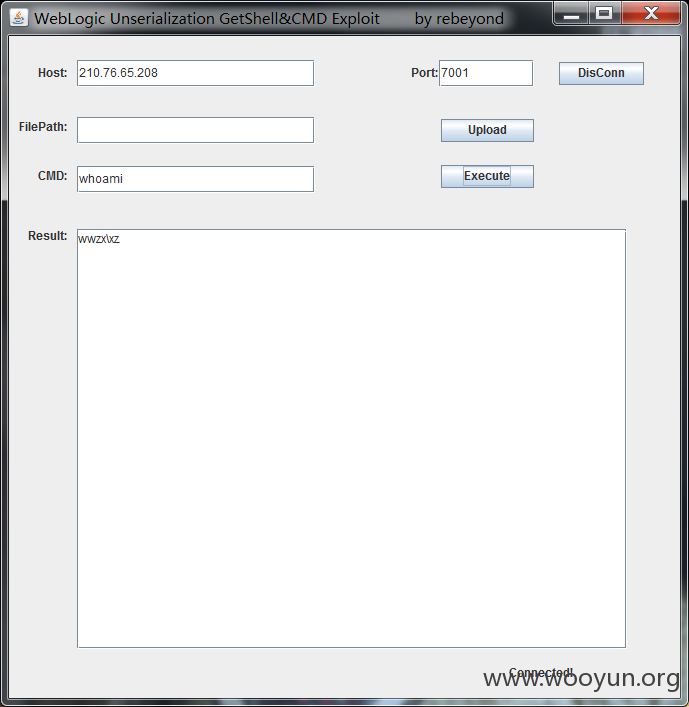 WebLogic Unserialization GetShell&CMD Exploit by rebeyond
Host: 210.76.65.208 Port: 7001 DisConn
FilePath: Upload
CMD: whoami Execute
Result: wwzx\xz
Connected!
www.wooyun.org